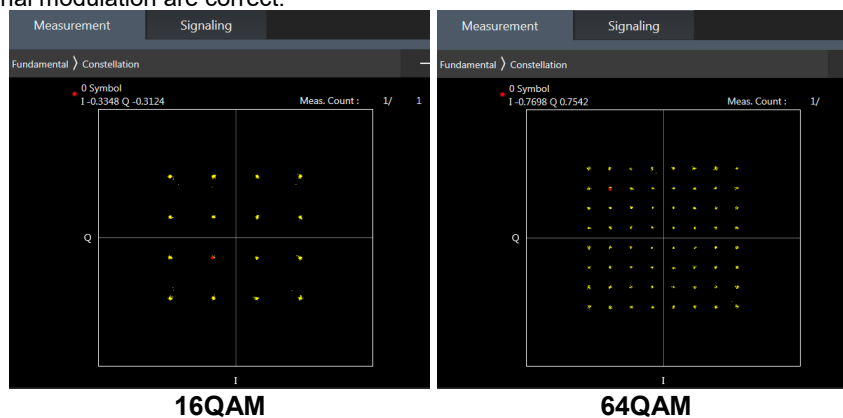 modulation are correct.
Measurement Signaling
Fundamental 〉 Constellation
0 Symbol
I -0.3348 Q -0.3124 Meas. Count : 1/ 1
Q
I
16QAM
Measurement Signaling
Fundamental 〉 Constellation
0 Symbol
I -0.7698 Q 0.7542 Meas. Count : 1/
Q
I
64QAM